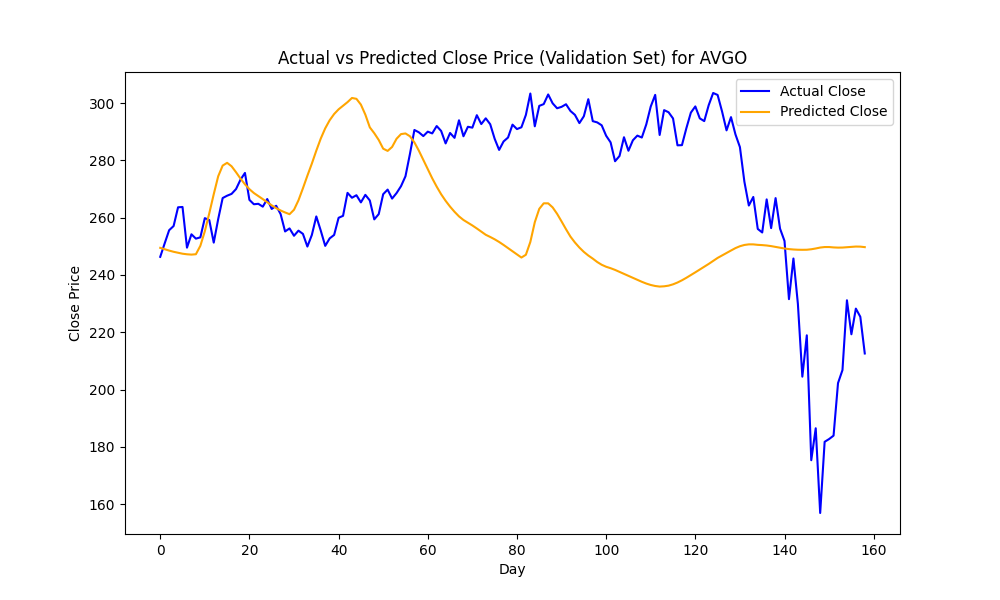 Actual vs Predicted Close Price (Validation Set) for AVGO
Actual Close
Predicted Close
Close Price
300
280
260
240
220
200
180
160
0 20 40 60 80 100 120 140 160
Day